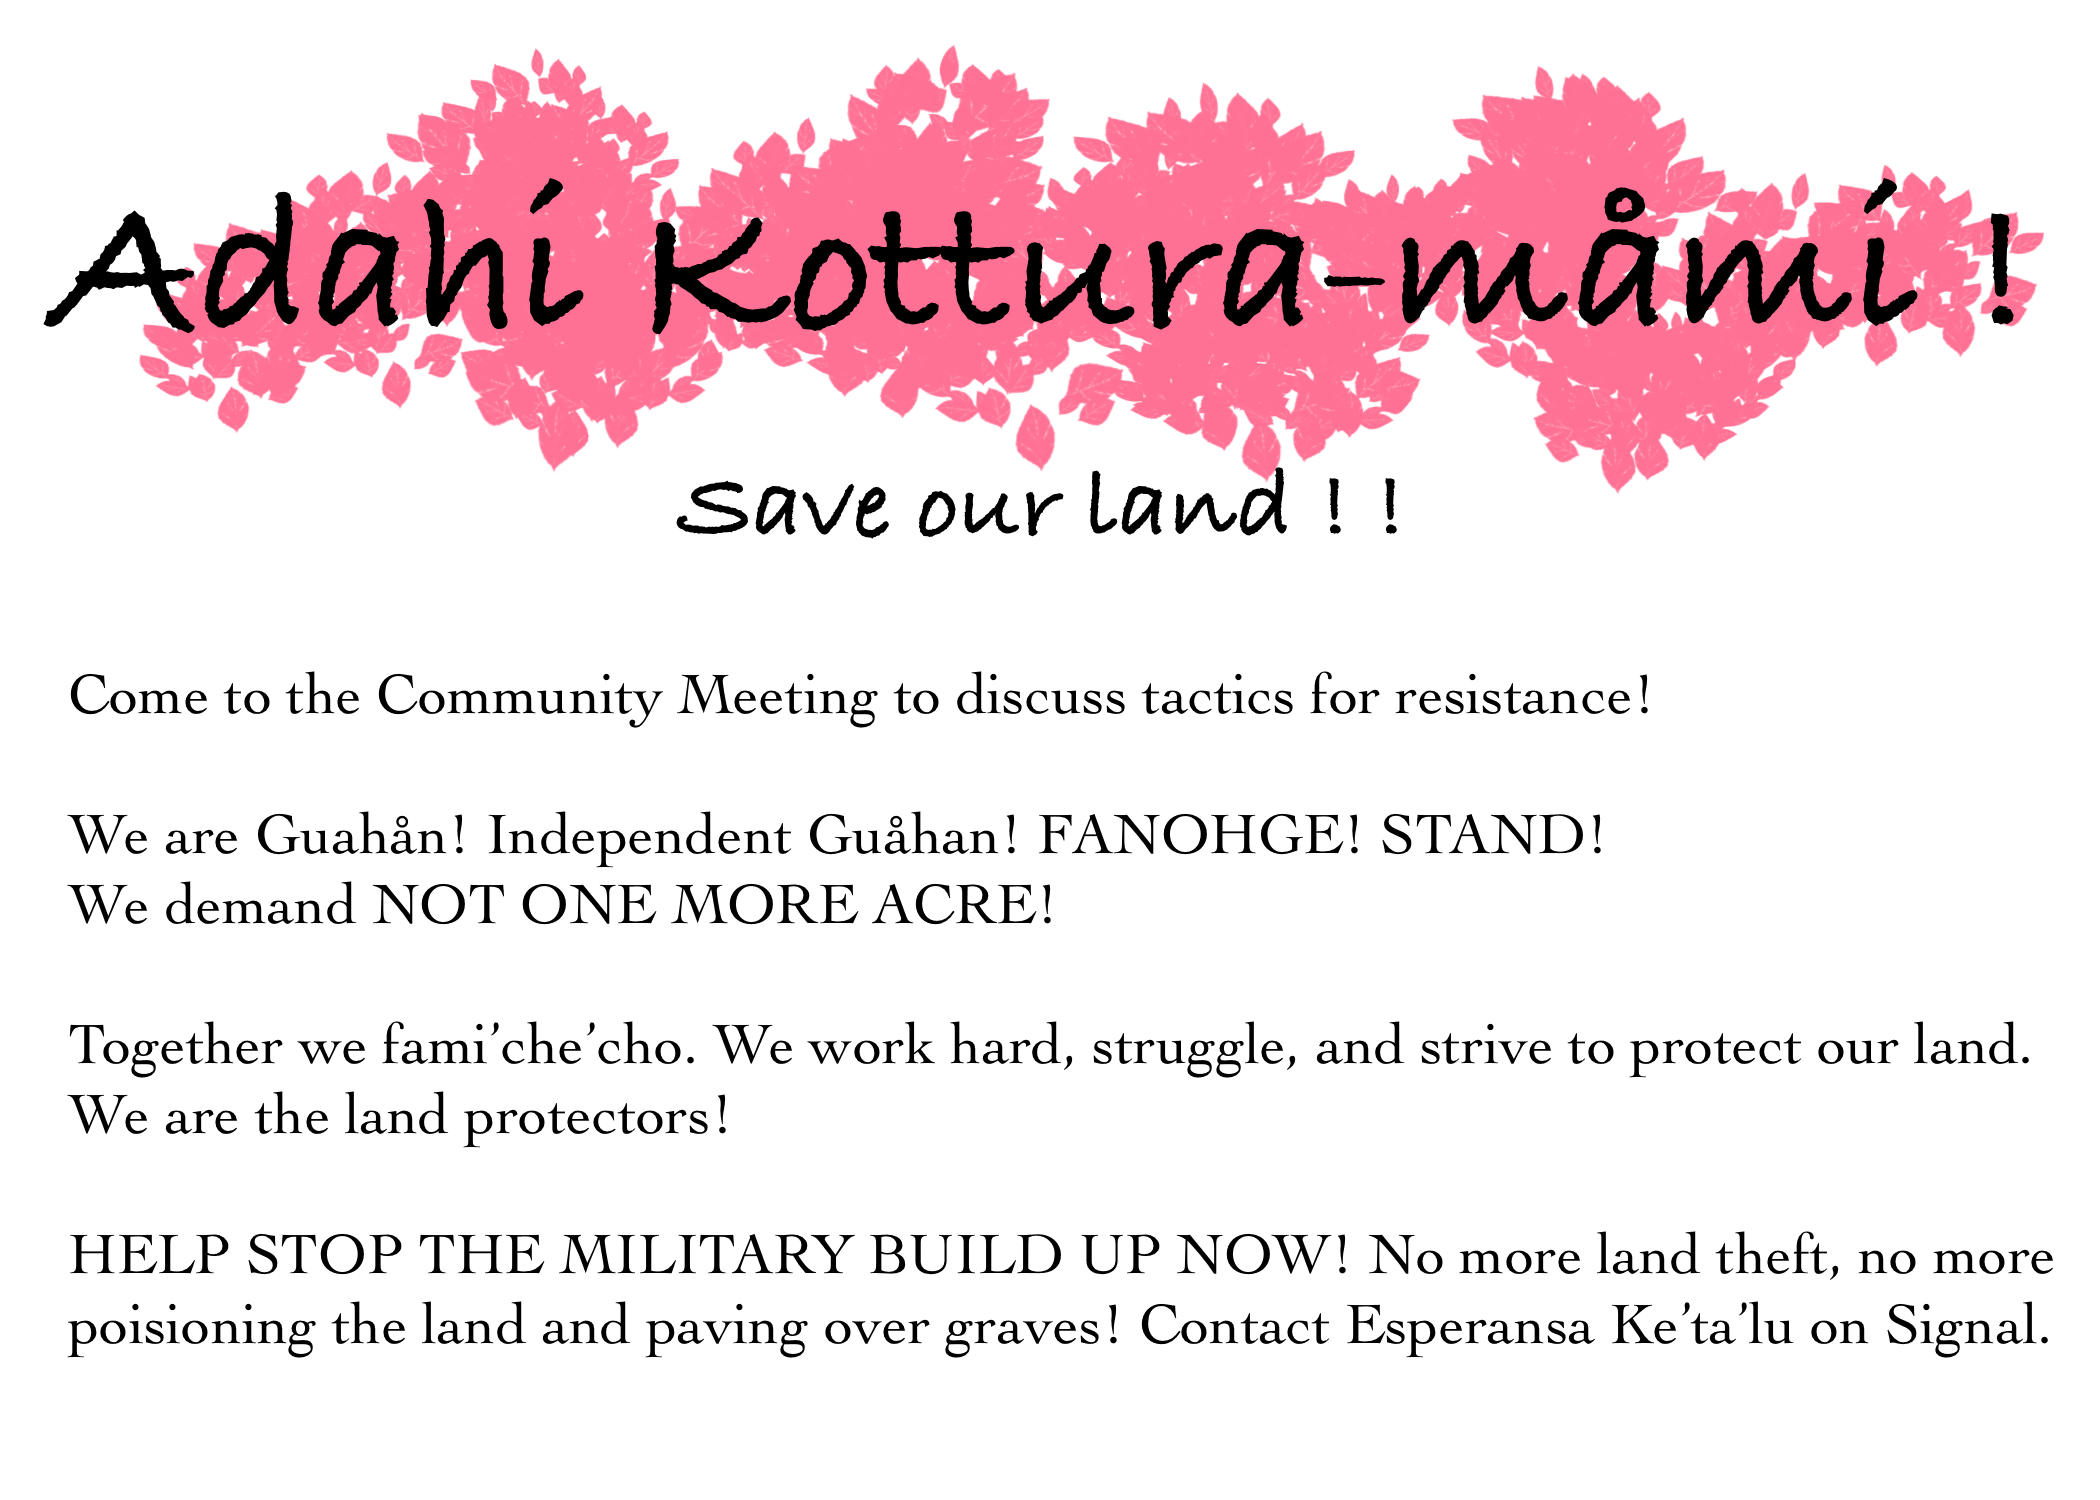 Adahi Kottura-måmi !
Save our land ! !
Come to the Community Meeting to discuss tactics for resistance!
We are Guahån! Independent Guåhan! FANOHGE! STAND!
We demand NOT ONE MORE ACRE!
Together we fami’che’cho. We work hard, struggle, and strive to protect our land.
We are the land protectors!
HELP STOP THE MILITARY BUILD UP NOW! No more land theft, no more
poisioning the land and paving over graves! Contact Esperansa Ke’ta’lu on Signal.